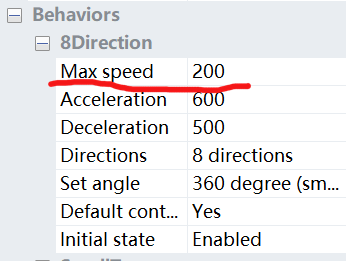 Behaviors
8Direction
Max speed 200
Acceleration 600
Deceleration 500
Directions 8 directions
Set angle 360 degree (sm...
Default cont... Yes
Initial state Enabled